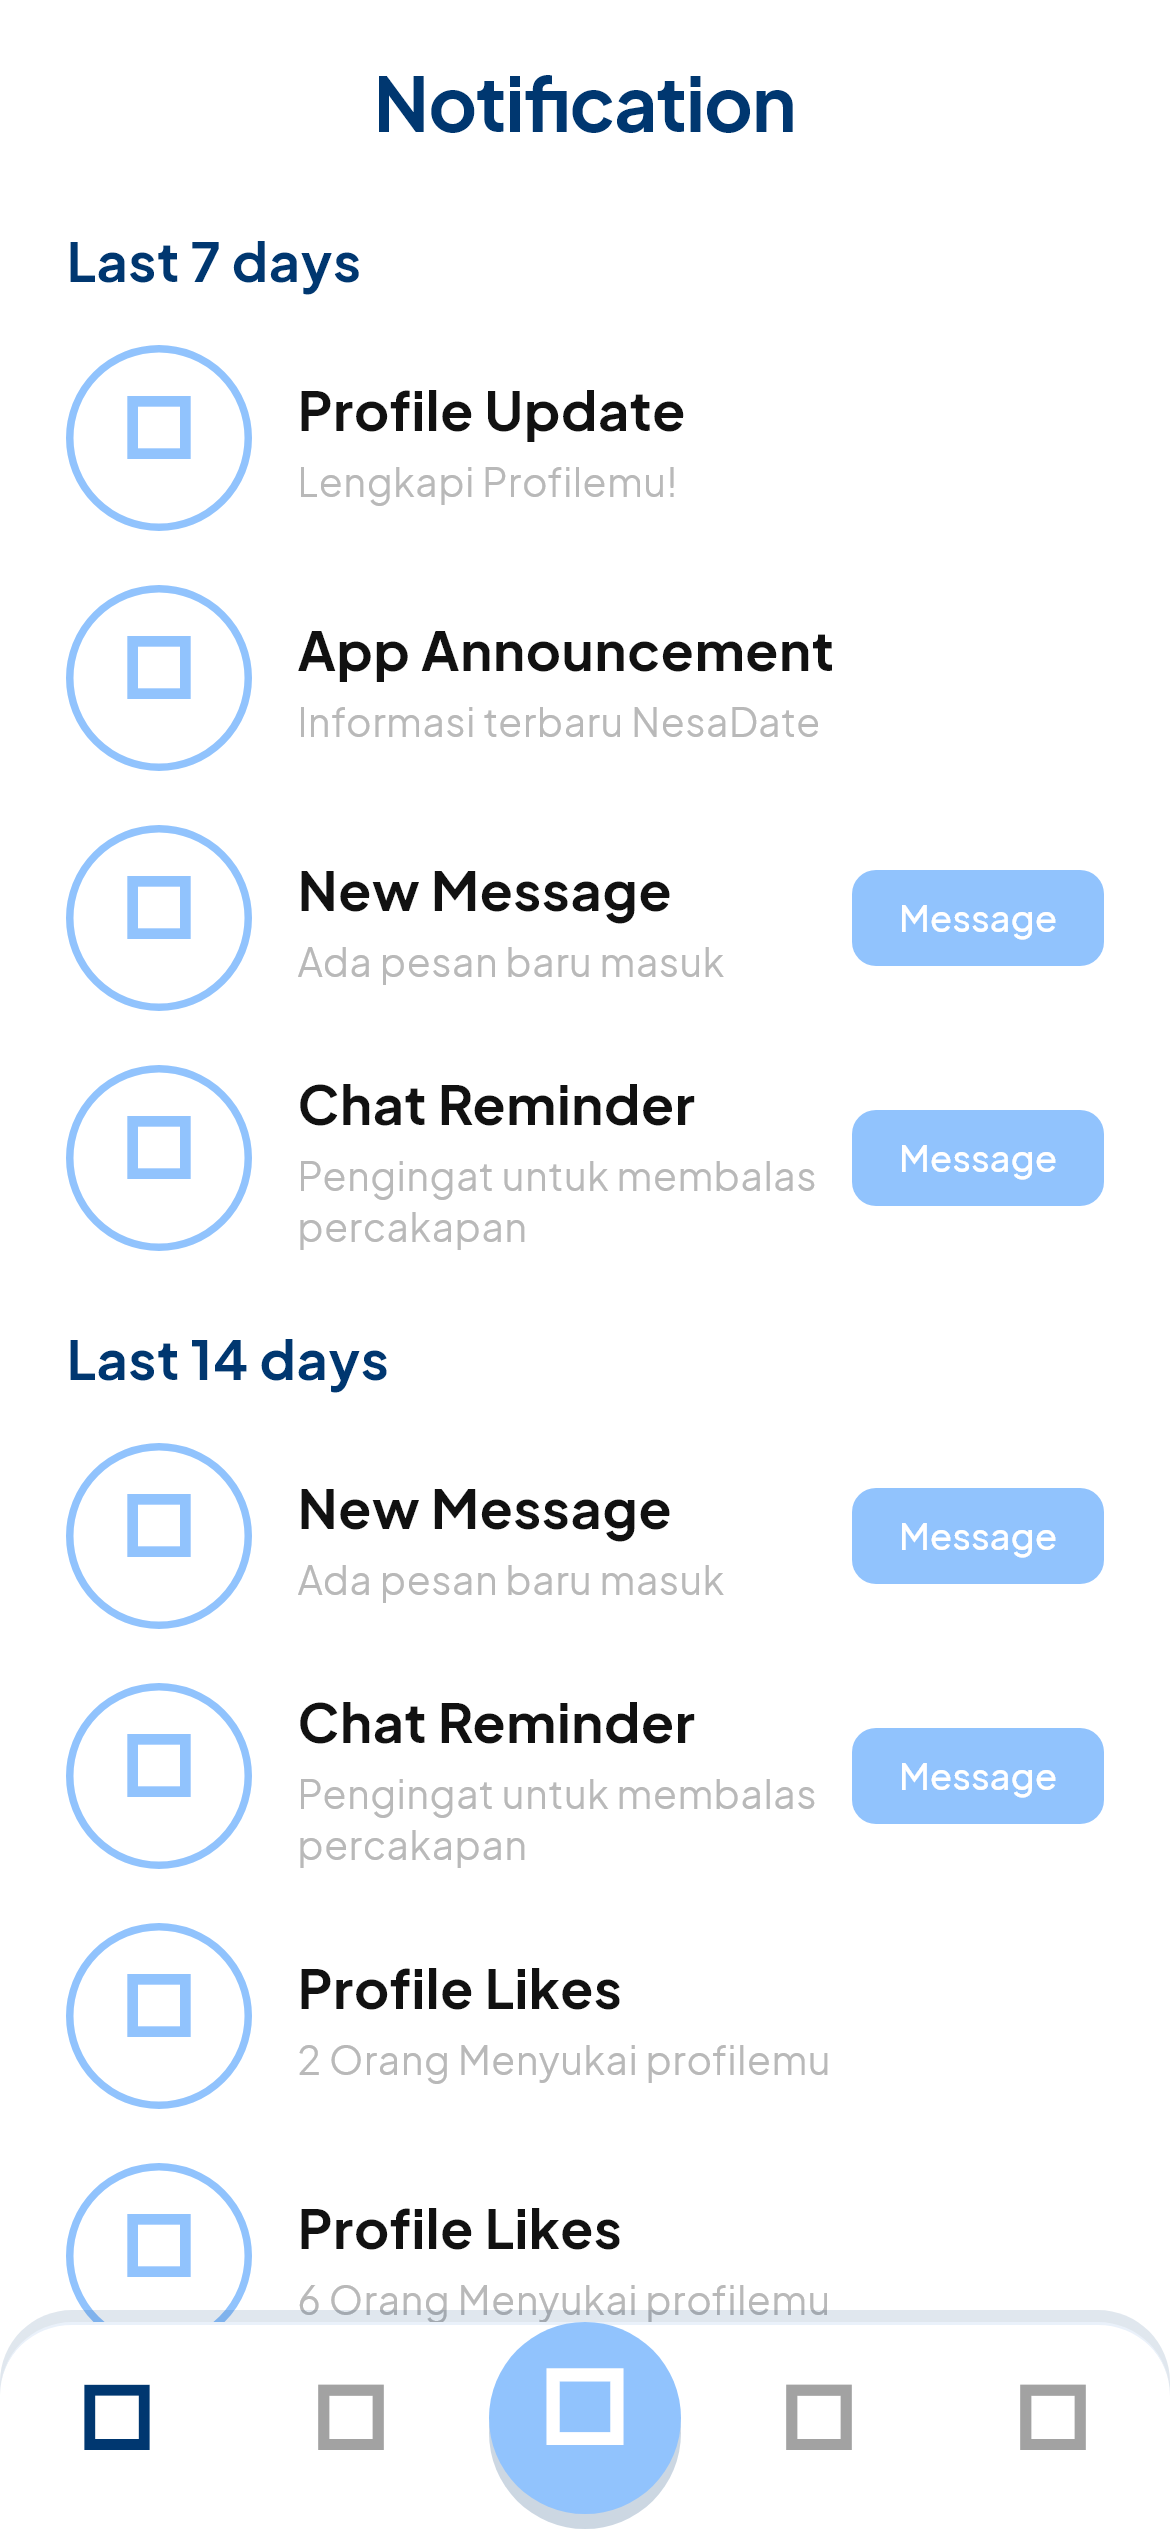 Notification
Last 7 days
Profile Update
Lengkapi Profilemu!
App Announcement
Informasi terbaru NesaDate
New Message
Ada pesan baru masuk
Message
Chat Reminder
Pengingat untuk membalas
percakapan
Message
Last 14 days
New Message
Ada pesan baru masuk
Message
Chat Reminder
Pengingat untuk membalas
percakapan
Message
Profile Likes
2 Orang Menyukai profilemu
Profile Likes
6 Orang Menyukai profilemu